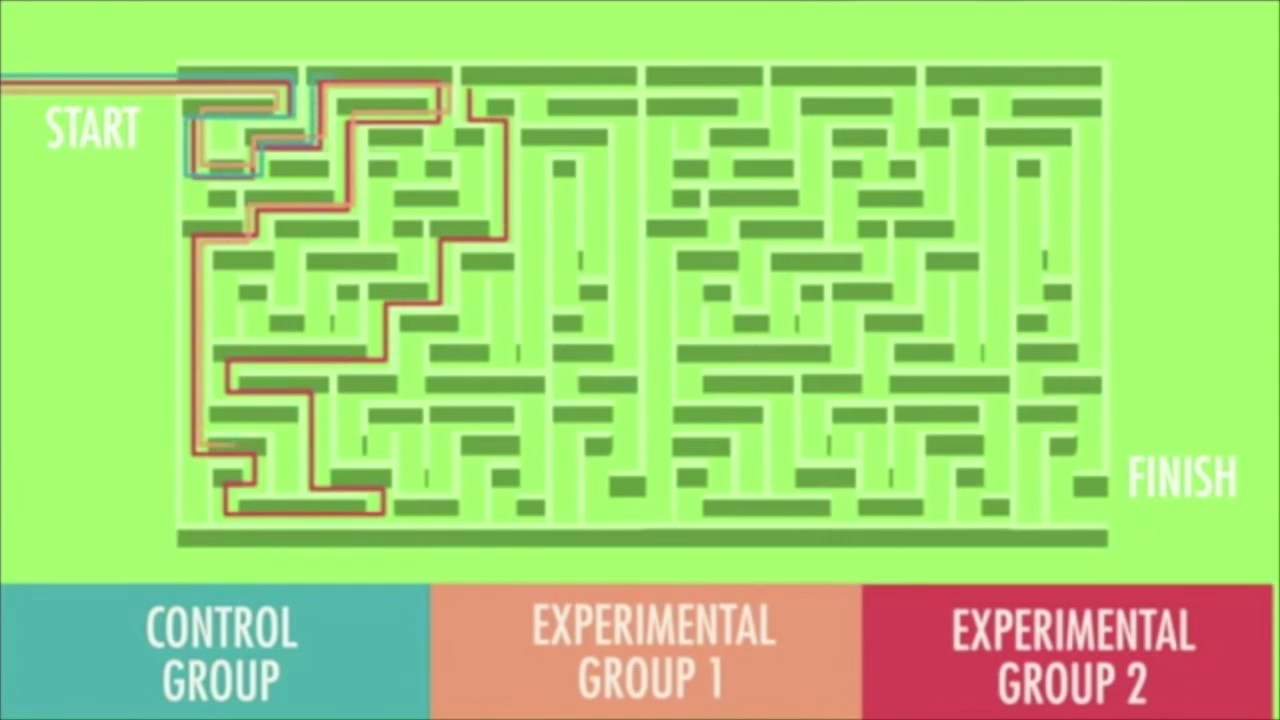 START
FINISH
CONTROL
GROUP
EXPERIMENTAL
GROUP 1
EXPERIMENTAL
GROUP 2